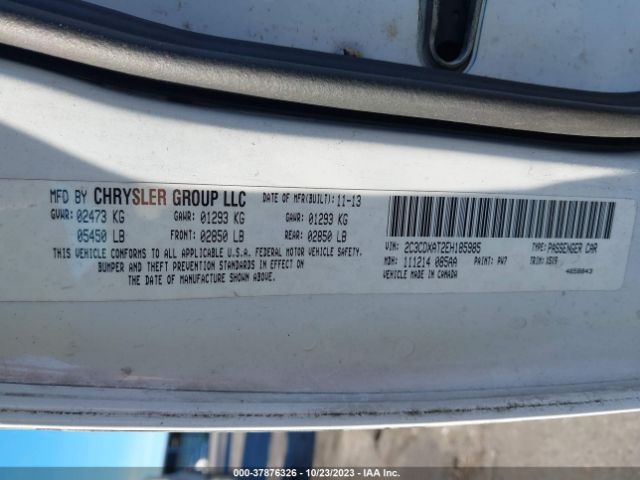 MFD BY CHRYSLER GROUP LLC DATE OF MFR(BUILT): 11-13
GVWR: 02473 KG GAWR: 01293 KG GAWR: 01293 KG
05450 LB FRONT: 02850 LB REAR: 02850 LB
THIS VEHICLE CONFORMS TO ALL APPLICABLE U.S.A. FEDERAL MOTOR VEHICLE SAFETY,
BUMPER AND THEFT PREVENTION STANDARDS IN EFFECT ON
THE DATE OF MANUFACTURE SHOWN ABOVE.
VIN: 2C3CDXAT2EH185985 TYPE: PASSENGER CAR
MDH: 111214 085AA PAINT: PW7 TRIM: X5X9
VEHICLE MADE IN CANADA
000-37876326 | 10/23/2023 | IAA Inc.